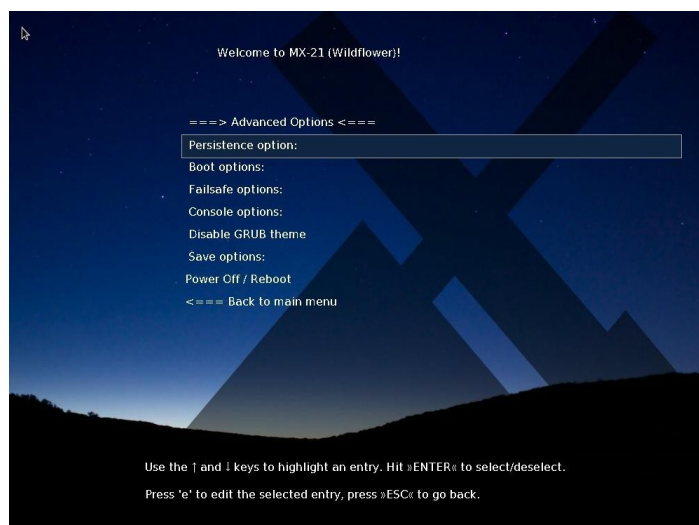 Welcome to MX-21 (Wildflower)!
===> Advanced Options <===
Persistence option:
Boot options:
Failsafe options:
Console options:
Disable GRUB theme
Save options:
Power Off / Reboot
<=== Back to main menu
Use the ↑ and ↓ keys to highlight an entry. Hit »ENTER« to select/deselect.
Press 'e' to edit the selected entry, press »ESC« to go back.